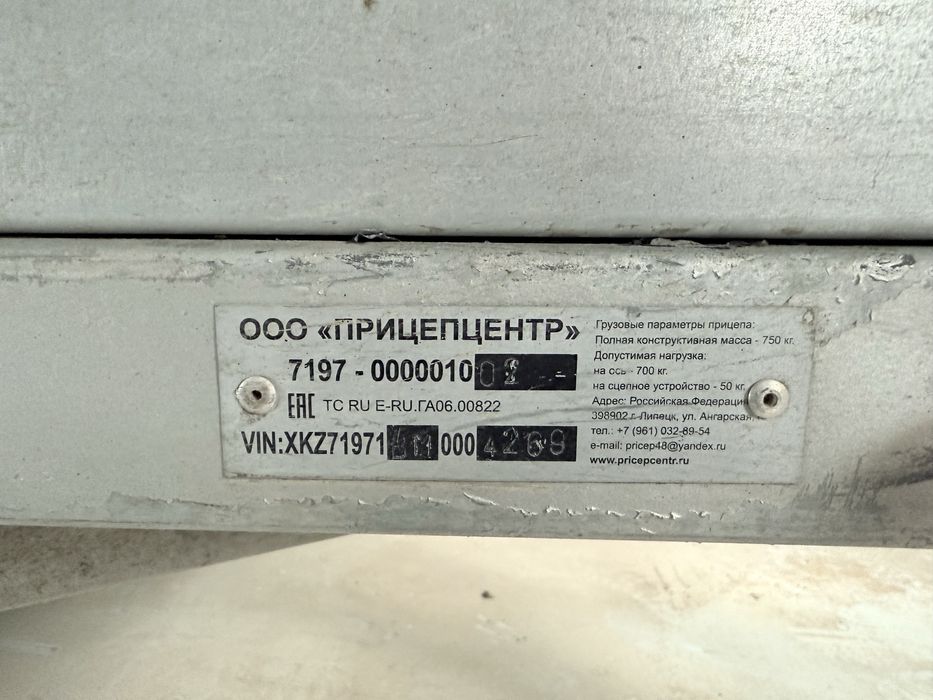 ООО «ПРИЦЕПЦЕНТР»
7197 - 0000010
ЕАС ТС RU E-RU.ГА06.00822
VIN:XKZ71971 000
Грузовые параметры прицепа:
Полная конструктивная масса - 750 кг.
Допустимая нагрузка:
на ось - 700 кг.
на сцепное устройство - 50 кг.
Адрес: Российская Федерация
398902 г. Липецк, ул. Ангарская,
тел.: +7 (961) 032-89-54
e-mail: pricep48@yandex.ru
www.pricepcentr.ru